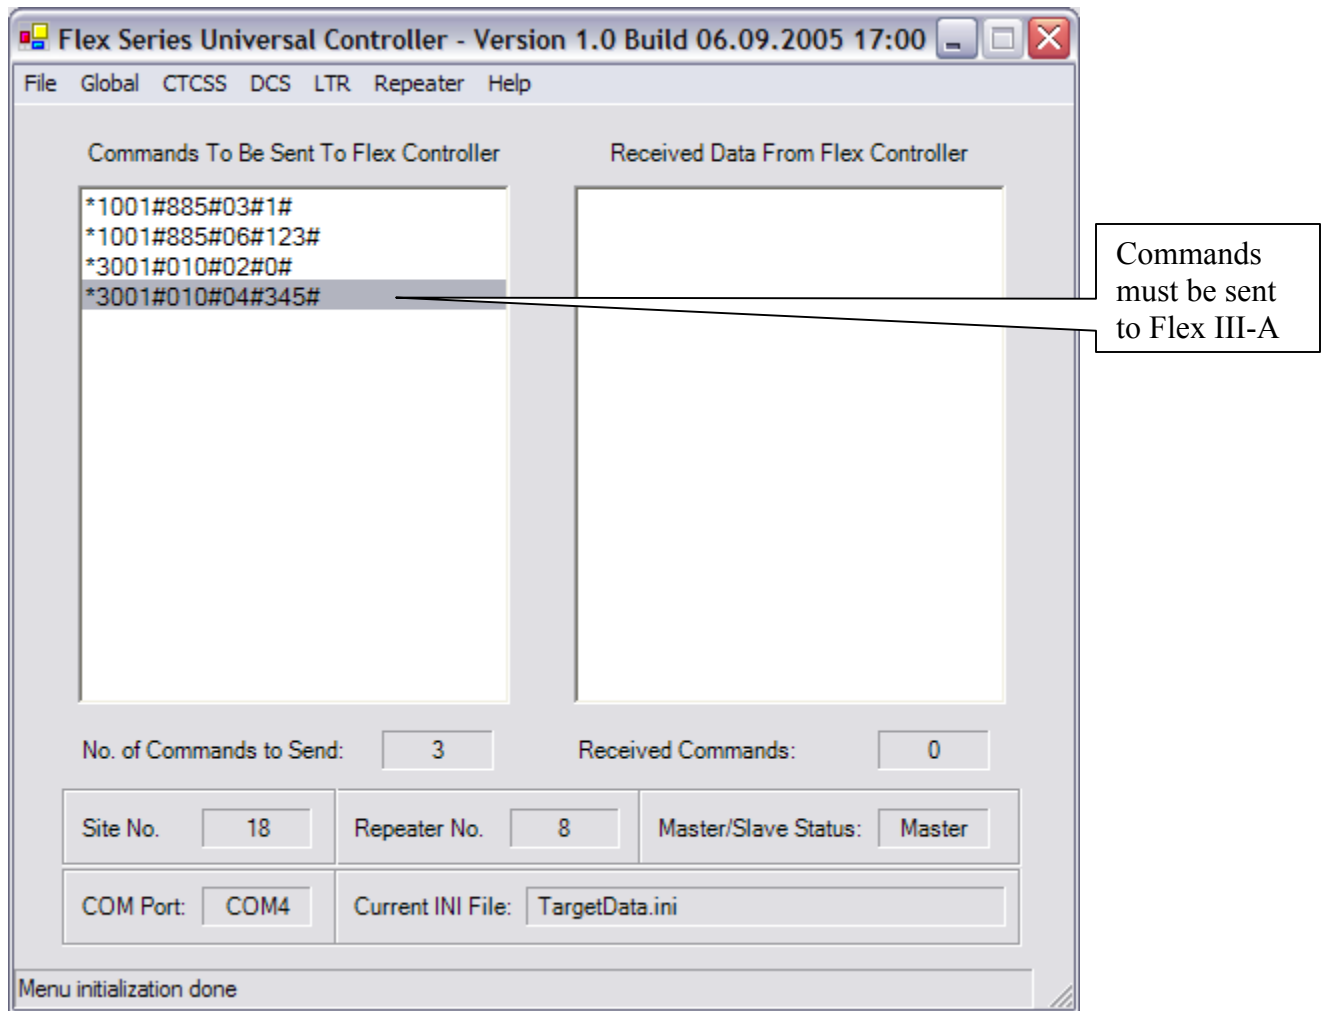 Flex Series Universal Controller - Version 1.0 Build 06.09.2005 17:00
File Global CTCSS DCS LTR Repeater Help
Commands To Be Sent To Flex Controller
Received Data From Flex Controller
*1001#885#03#1#
*1001#885#06#123#
*3001#010#02#0#
*3001#010#04#345#
Commands
must be sent
to Flex III-A
No. of Commands to Send: 3
Received Commands: 0
Site No. 18
Repeater No. 8
Master/Slave Status: Master
COM Port: COM4
Current INI File: TargetData.ini
Menu initialization done